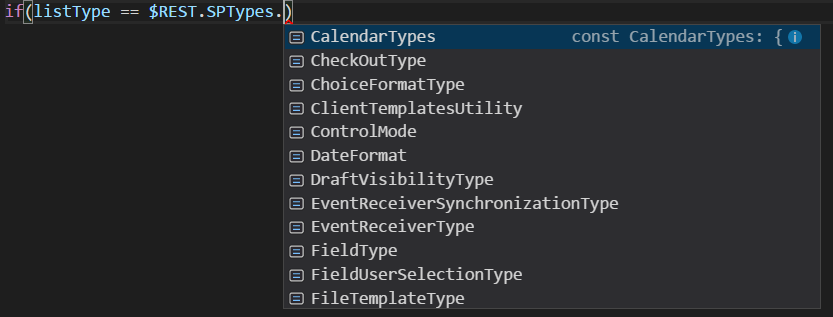 if(listType == $REST.SPTypes.)
CalendarTypes const CalendarTypes: {
CheckOutType
ChoiceFormatType
ClientTemplatesUtility
ControlMode
DateFormat
DraftVisibilityType
EventReceiverSynchronizationType
EventReceiverType
FieldType
FieldUserSelectionType
FileTemplateType